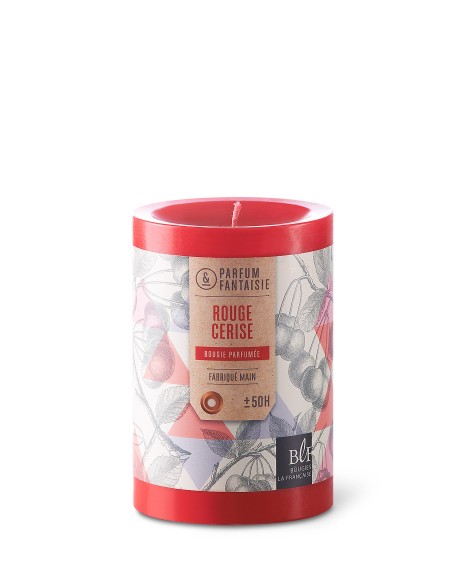 &
PARFUM
FANTAISIE
ROUGE
CERISE
BOUGIE PARFUMÉE
FABRIQUÉ MAIN
±50H
BLF
BOUGIES
LA FRANÇAISE